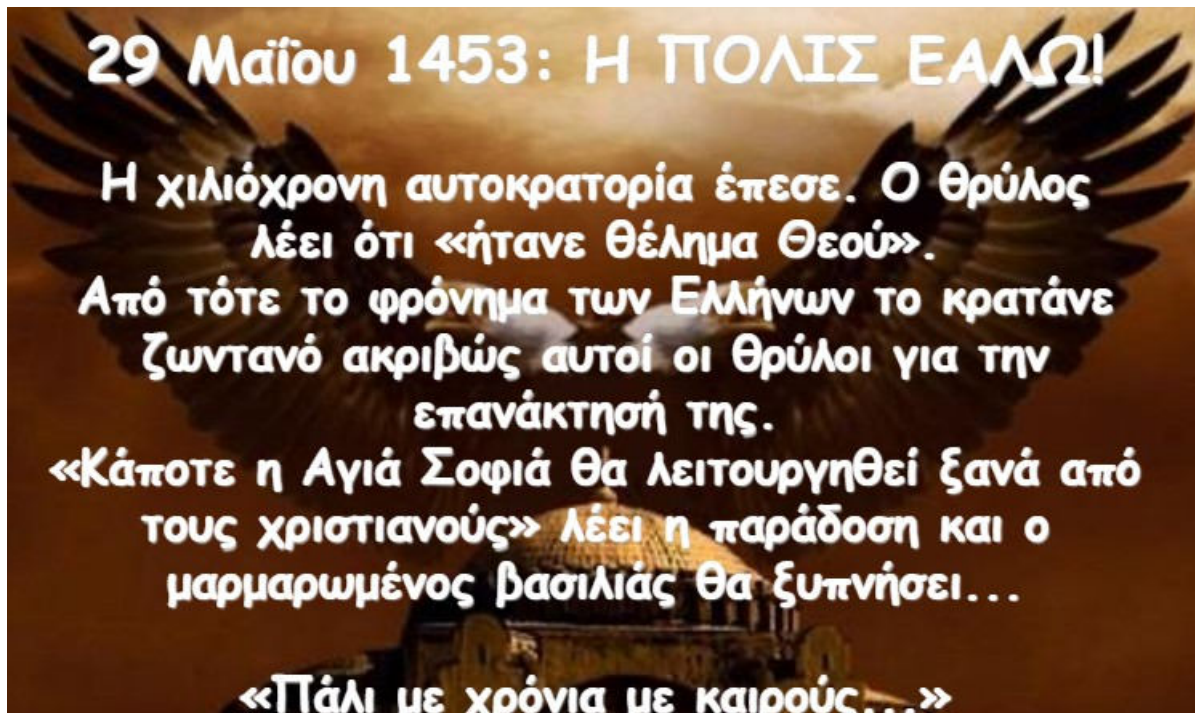 29 Μαΐου 1453: Η ΠΟΛΙΣ ΕΑΛΩ!
Η χιλιόχρονη αυτοκρατορία έπεσε. Ο θρύλος
λέει ότι «ήτανε θέλημα Θεού».
Από τότε το φρόνημα των Ελλήνων το κρατάνε
ζωντανό ακριβώς αυτοί οι θρύλοι για την
επανάκτησή της.
«Κάποτε η Αγιά Σοφιά θα λειτουργηθεί ξανά από
τους χριστιανούς» λέει η παράδοση και ο
μαρμαρωμένος βασιλιάς θα ξυπνήσει...
«Πάλι με χρόνια με καιρούς...»